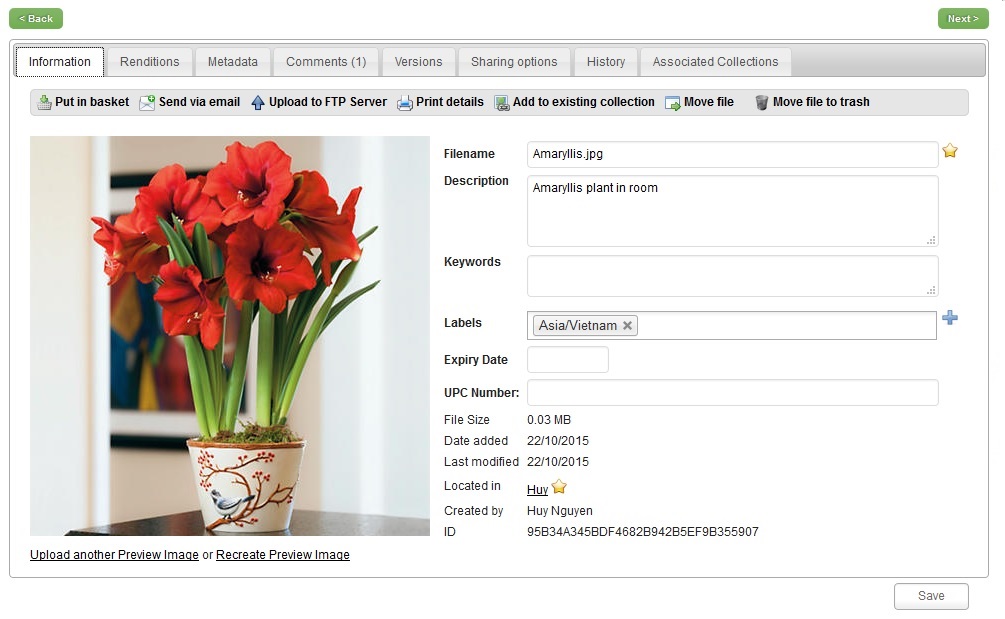 < Back
Next >
Information Renditions Metadata Comments (1) Versions Sharing options History Associated Collections
Put in basket Send via email Upload to FTP Server Print details Add to existing collection Move file Move file to trash
Filename Amaryllis.jpg
Description Amaryllis plant in room
Keywords
Labels Asia/Vietnam
Expiry Date
UPC Number:
File Size 0.03 MB
Date added 22/10/2015
Last modified 22/10/2015
Located in Huy
Created by Huy Nguyen
ID 95B34A345BDF4682B942B5EF9B355907
Upload another Preview Image or Recreate Preview Image
Save